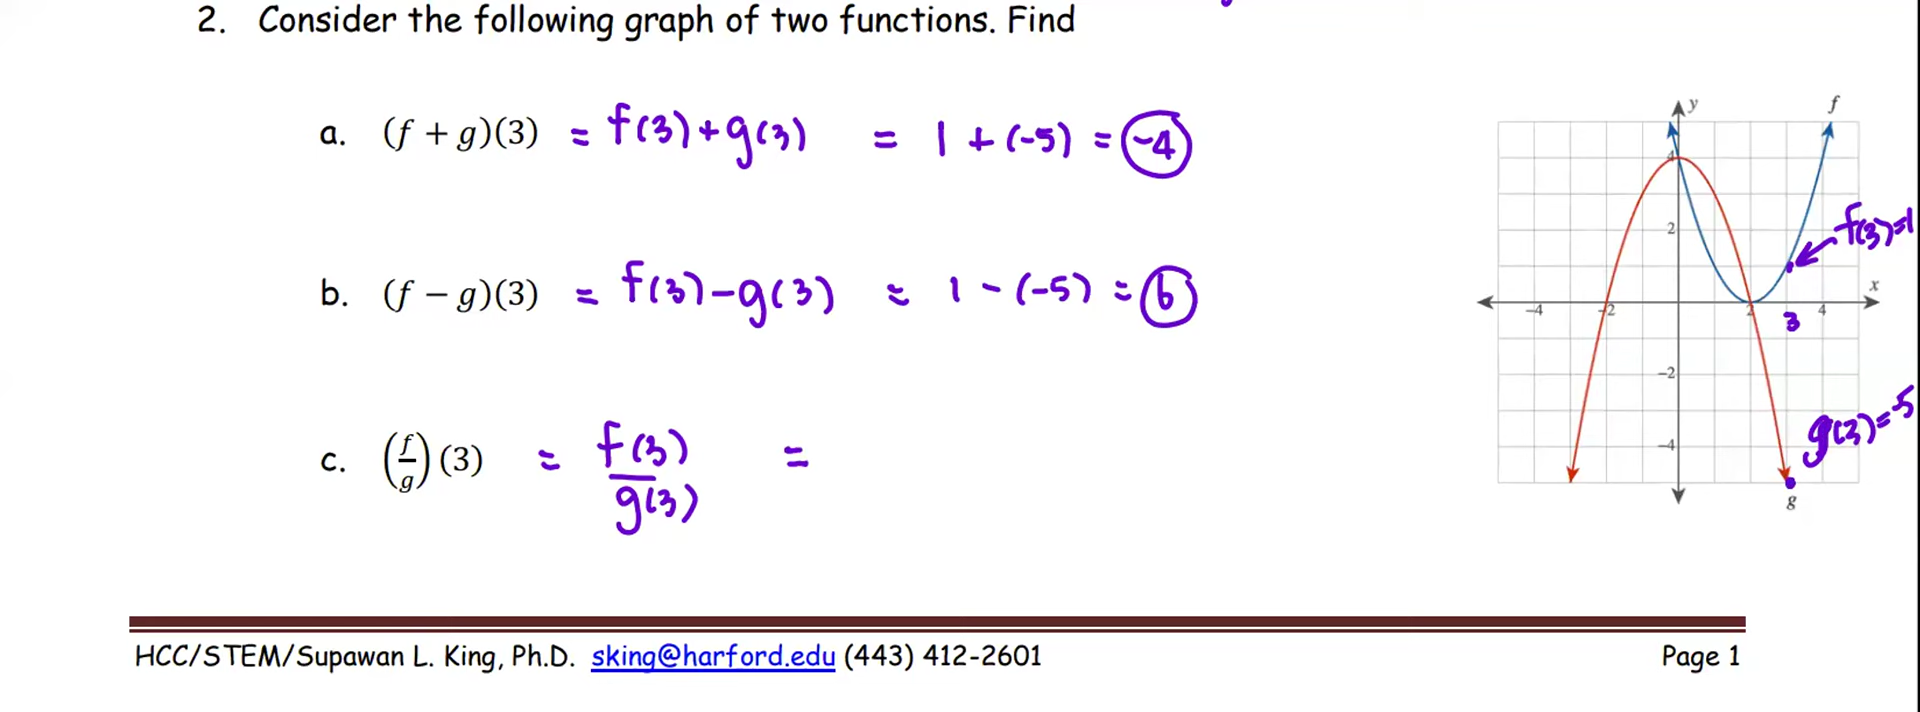 2. Consider the following graph of two functions. Find
a. (f + g)(3) = f(3)+g(3) = 1 + (-5) = -4
b. (f − g)(3) = f(3)-g(3) = 1 - (-5) = 6
c. (f/g)(3) = f(3)/g(3) =
y f
4
f(3)=1
2
x
-4 -2 2 3 4
-2
g(3)=-5
-4
g
HCC/STEM/Supawan L. King, Ph.D. sking@harford.edu (443) 412-2601 Page 1